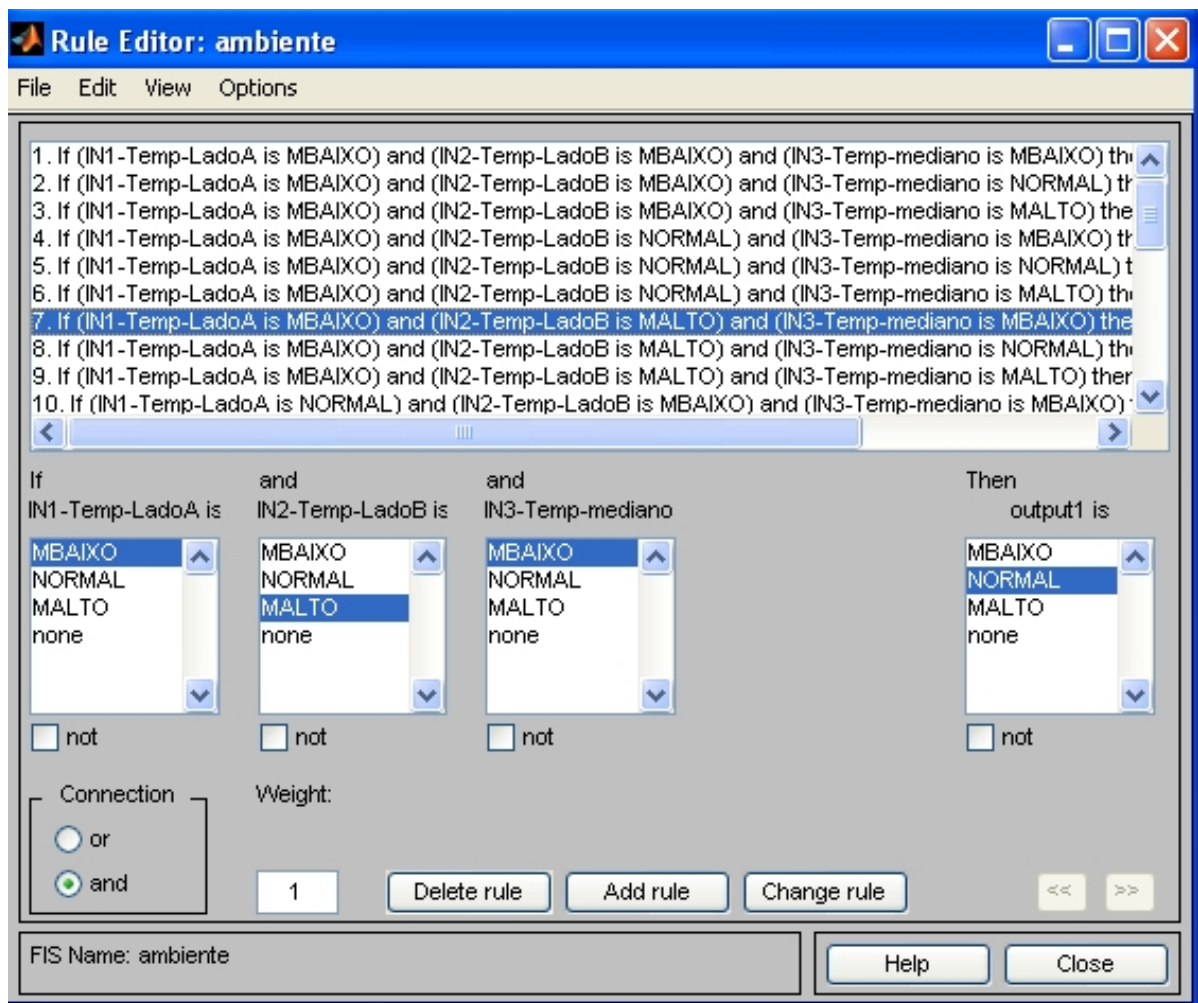 Rule Editor: ambiente
File Edit View Options
1. If (IN1-Temp-LadoA is MBAIXO) and (IN2-Temp-LadoB is MBAIXO) and (IN3-Temp-mediano is MBAIXO) th
2. If (IN1-Temp-LadoA is MBAIXO) and (IN2-Temp-LadoB is MBAIXO) and (IN3-Temp-mediano is NORMAL) th
3. If (IN1-Temp-LadoA is MBAIXO) and (IN2-Temp-LadoB is MBAIXO) and (IN3-Temp-mediano is MALTO) the
4. If (IN1-Temp-LadoA is MBAIXO) and (IN2-Temp-LadoB is NORMAL) and (IN3-Temp-mediano is MBAIXO) th
5. If (IN1-Temp-LadoA is MBAIXO) and (IN2-Temp-LadoB is NORMAL) and (IN3-Temp-mediano is NORMAL) t
6. If (IN1-Temp-LadoA is MBAIXO) and (IN2-Temp-LadoB is NORMAL) and (IN3-Temp-mediano is MALTO) th
7. If (IN1-Temp-LadoA is MBAIXO) and (IN2-Temp-LadoB is MALTO) and (IN3-Temp-mediano is MBAIXO) the
8. If (IN1-Temp-LadoA is MBAIXO) and (IN2-Temp-LadoB is MALTO) and (IN3-Temp-mediano is NORMAL) th
9. If (IN1-Temp-LadoA is MBAIXO) and (IN2-Temp-LadoB is MALTO) and (IN3-Temp-mediano is MALTO) then
10. If (IN1-Temp-LadoA is NORMAL) and (IN2-Temp-LadoB is MBAIXO) and (IN3-Temp-mediano is MBAIXO)
If and and Then
IN1-Temp-LadoA is IN2-Temp-LadoB is IN3-Temp-mediano output1 is
MBAIXO MBAIXO MBAIXO MBAIXO
NORMAL NORMAL NORMAL NORMAL
MALTO MALTO MALTO MALTO
none none none none
not not not not
Connection Weight:
or
and 1 Delete rule Add rule Change rule << >>
FIS Name: ambiente Help Close